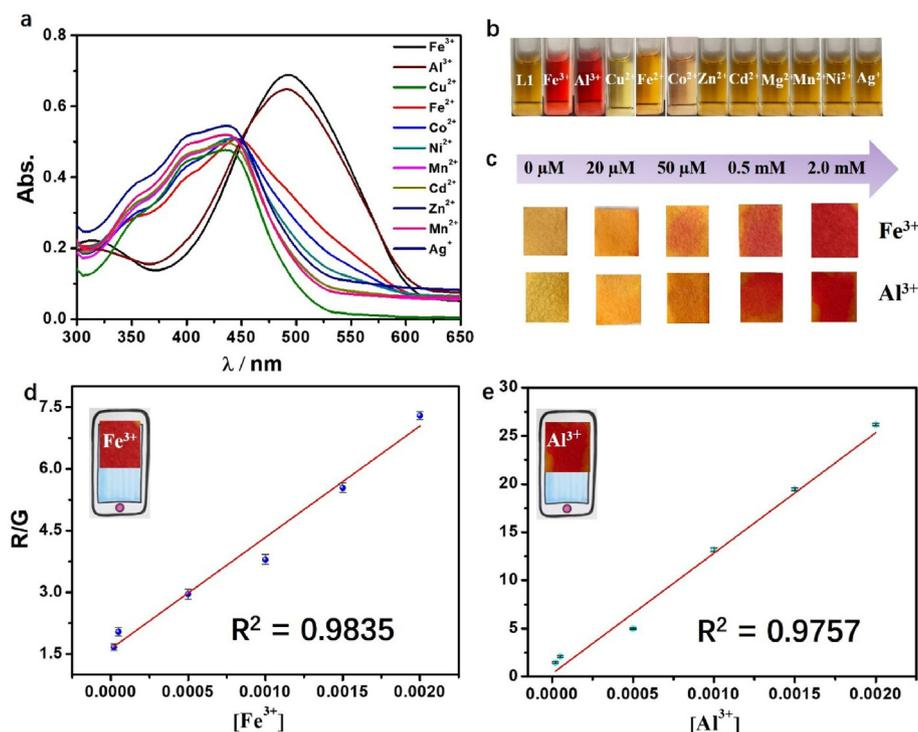 a
Abs.
0.8
0.6
0.4
0.2
0.0
300 350 400 450 500 550 600 650
λ / nm
Fe³⁺
Al³⁺
Cu²⁺
Fe²⁺
Co²⁺
Ni²⁺
Mn²⁺
Cd²⁺
Zn²⁺
Mn²⁺
Ag⁺
b
L1 Fe³⁺ Al³⁺ Cu²⁺ Fe²⁺ Co²⁺ Zn²⁺ Cd²⁺ Mg²⁺ Mn²⁺ Ni²⁺ Ag⁺
c
0 μM 20 μM 50 μM 0.5 mM 2.0 mM
Fe³⁺
Al³⁺
d
R/G
7.5
6.0
4.5
3.0
1.5
0.0000 0.0005 0.0010 0.0015 0.0020
[Fe³⁺]
Fe³⁺
R² = 0.9835
e
30
25
20
15
10
5
0
0.0000 0.0005 0.0010 0.0015 0.0020
[Al³⁺]
Al³⁺
R² = 0.9757